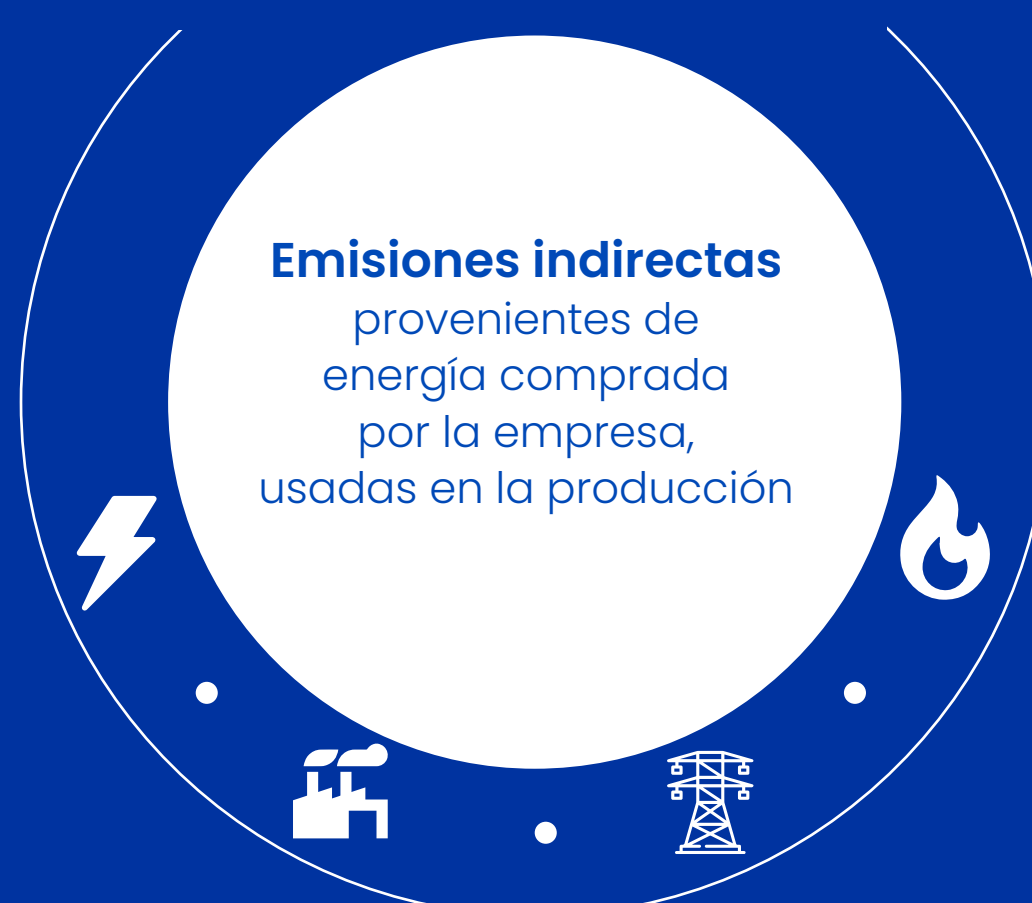 Emisiones indirectas
provenientes de
energía comprada
por la empresa,
usadas en la producción